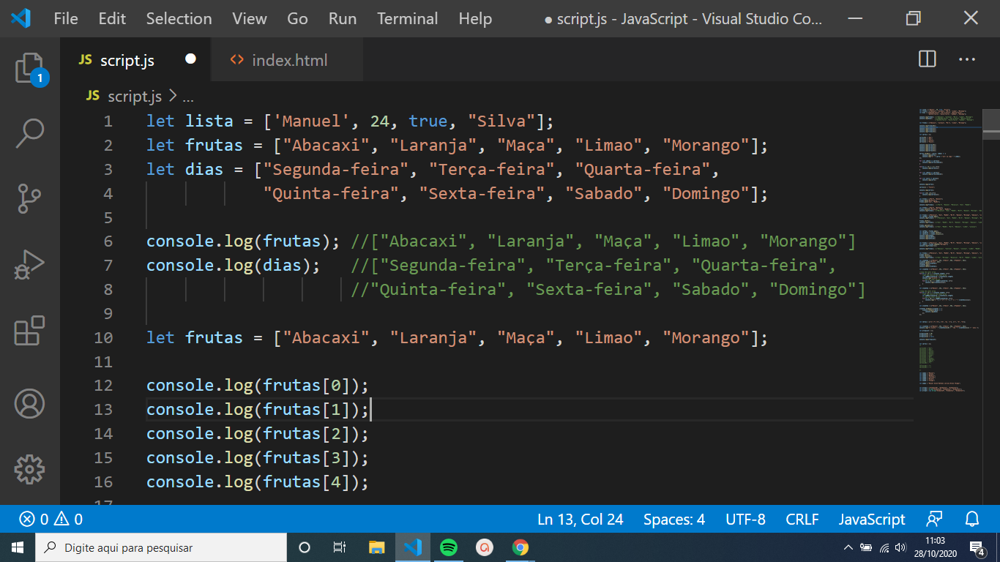 File Edit Selection View Go Run Terminal Help ● script.js - JavaScript - Visual Studio Co...
1
JS script.js ● <> index.html ...
JS script.js > ...
1 let lista = ['Manuel', 24, true, "Silva"];
2 let frutas = ["Abacaxi", "Laranja", "Maça", "Limao", "Morango"];
3 let dias = ["Segunda-feira", "Terça-feira", "Quarta-feira",
4 "Quinta-feira", "Sexta-feira", "Sabado", "Domingo"];
5
6 console.log(frutas); //["Abacaxi", "Laranja", "Maça", "Limao", "Morango"]
7 console.log(dias); //["Segunda-feira", "Terça-feira", "Quarta-feira",
8 //"Quinta-feira", "Sexta-feira", "Sabado", "Domingo"]
9
10 let frutas = ["Abacaxi", "Laranja", "Maça", "Limao", "Morango"];
11
12 console.log(frutas[0]);
13 console.log(frutas[1]);
14 console.log(frutas[2]);
15 console.log(frutas[3]);
16 console.log(frutas[4]);
17
0 0 Ln 13, Col 24 Spaces: 4 UTF-8 CRLF JavaScript
Digite aqui para pesquisar 11:03
28/10/2020 4